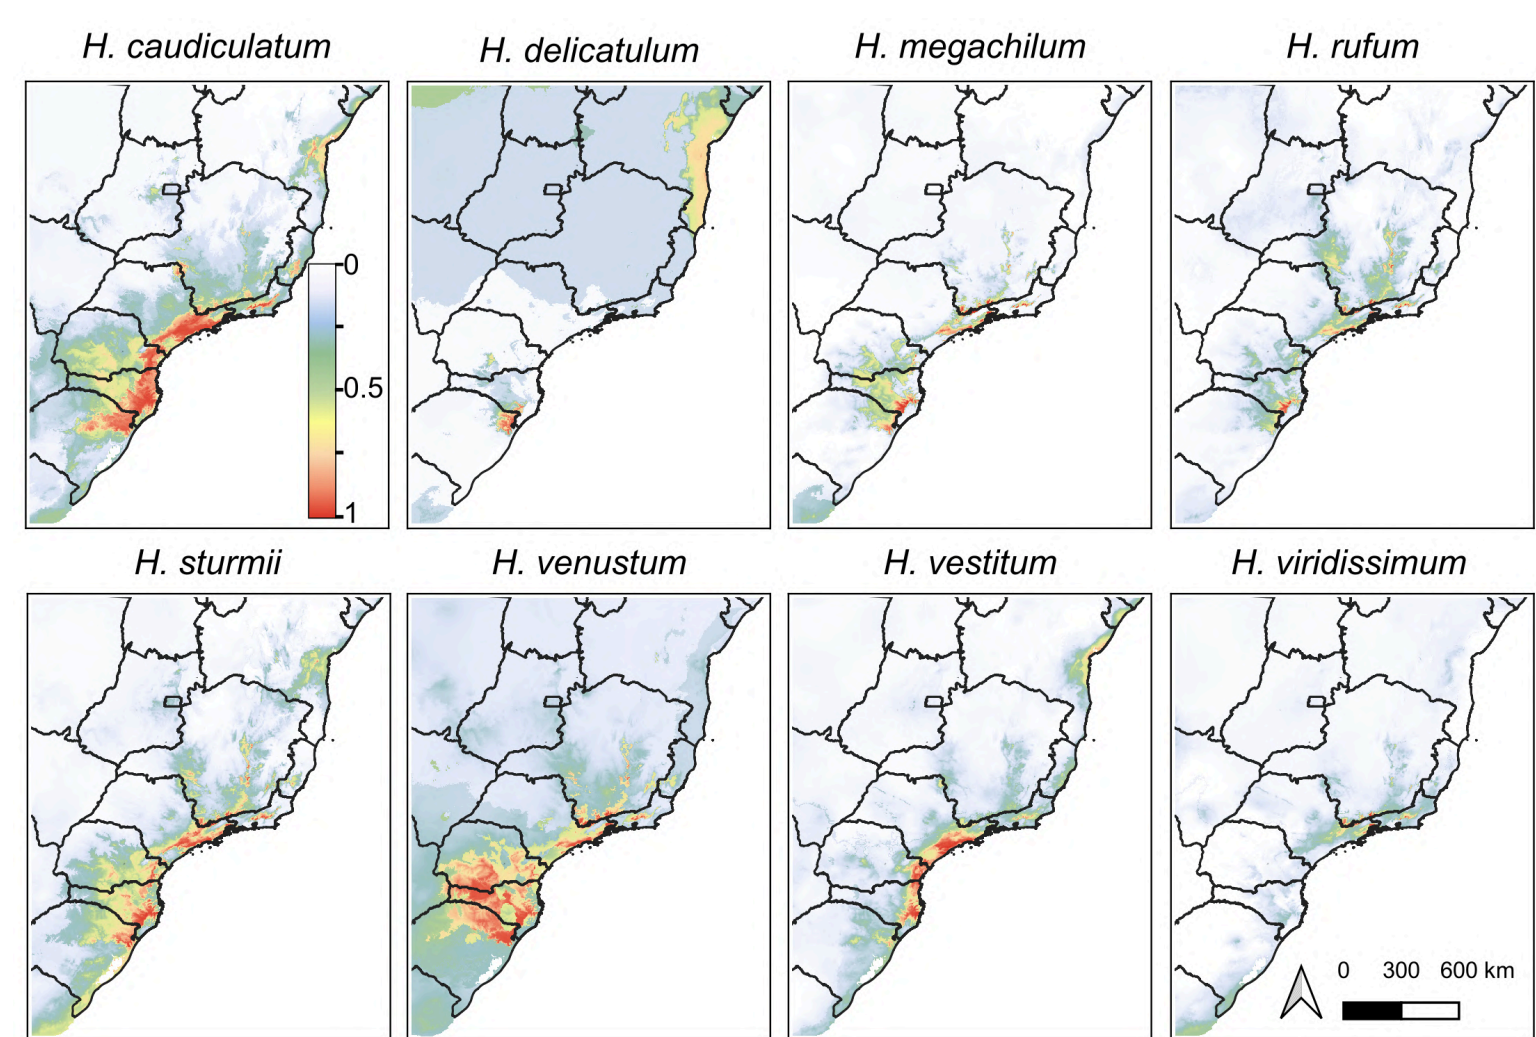 H. caudiculatum
H. delicatulum
H. megachilum
H. rufum
0
0.5
1
H. sturmii
H. venustum
H. vestitum
H. viridissimum
0 300 600 km